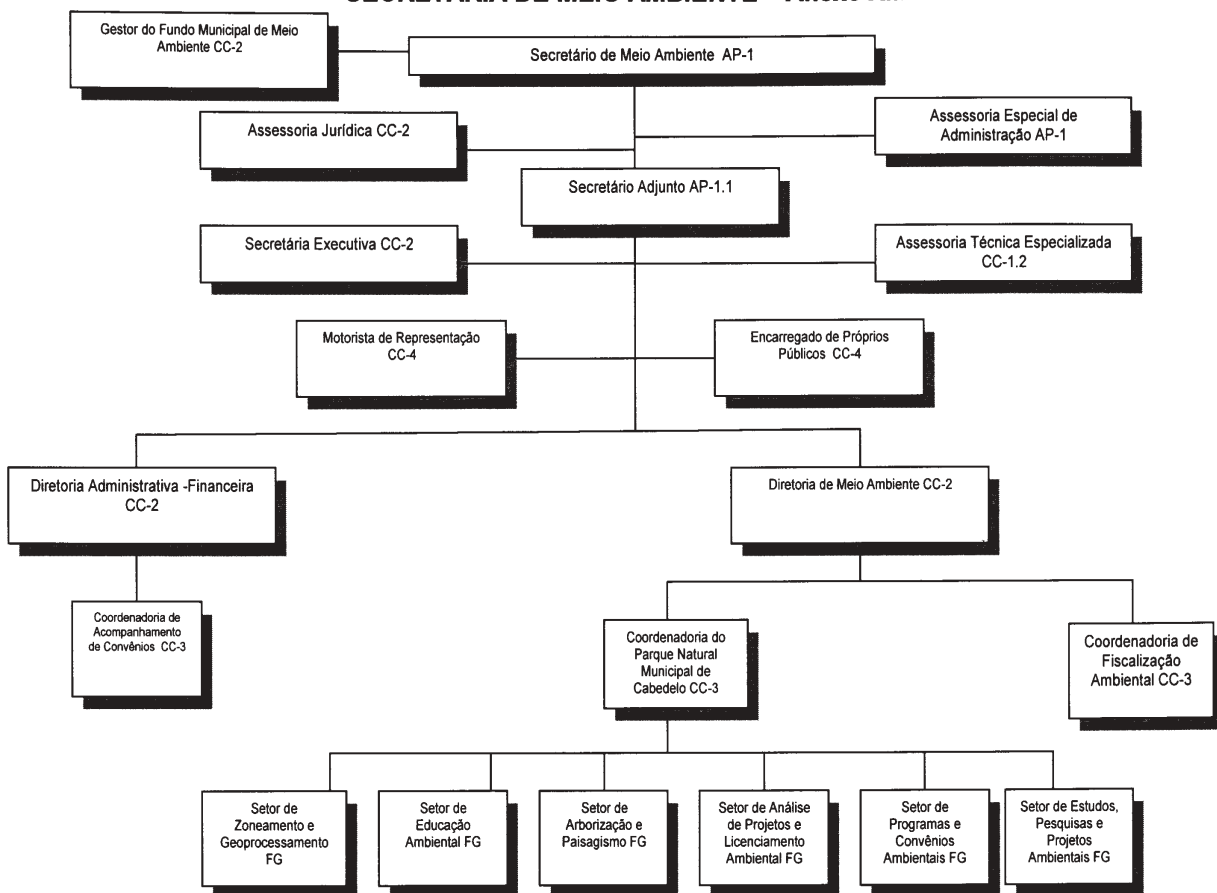 SECRETARIA DE MEIO AMBIENTE
Gestor do Fundo Municipal de Meio
Ambiente CC-2
Secretário de Meio Ambiente AP-1
Assessoria Jurídica CC-2
Assessoria Especial de
Administração AP-1
Secretário Adjunto AP-1.1
Secretária Executiva CC-2
Assessoria Técnica Especializada
CC-1.2
Motorista de Representação
CC-4
Encarregado de Próprios
Públicos CC-4
Diretoria Administrativa -Financeira
CC-2
Diretoria de Meio Ambiente CC-2
Coordenadoria de
Acompanhamento
de Convênios CC-3
Coordenadoria do
Parque Natural
Municipal de
Cabedelo CC-3
Coordenadoria de
Fiscalização
Ambiental CC-3
Setor de
Zoneamento e
Geoprocessamento
FG
Setor de
Educação
Ambiental FG
Setor de
Arborização e
Paisagismo FG
Setor de Análise
de Projetos e
Licenciamento
Ambiental FG
Setor de
Programas e
Convênios
Ambientais FG
Setor de Estudos,
Pesquisas e
Projetos
Ambientais FG